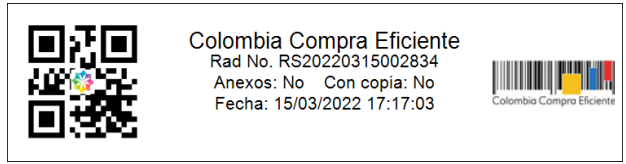 Colombia Compra Eficiente
Rad No. RS20220315002834
Anexos: No Con copia: No
Fecha: 15/03/2022 17:17:03
Colombia Compra Eficiente